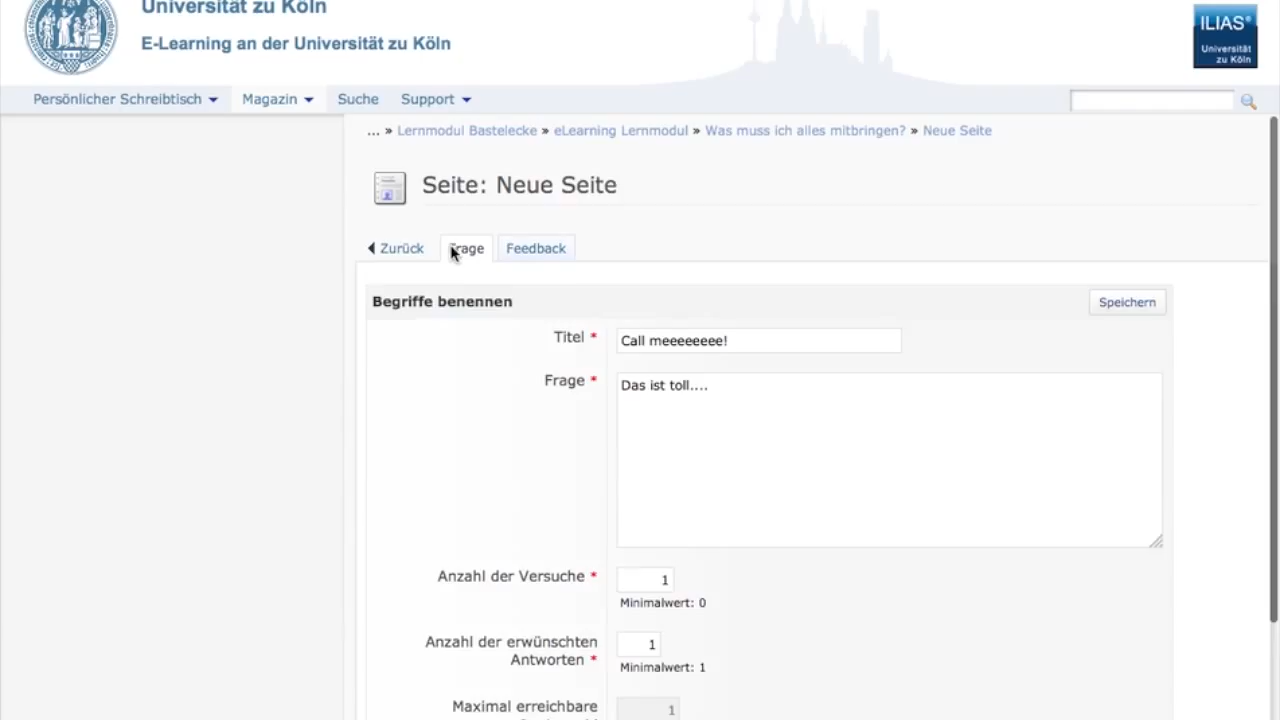 Universität zu Köln
E-Learning an der Universität zu Köln
ILIAS®
Universität
zu Köln
Persönlicher Schreibtisch Magazin Suche Support
... » Lernmodul Bastelecke » eLearning Lernmodul » Was muss ich alles mitbringen? » Neue Seite
Seite: Neue Seite
Zurück Frage Feedback
Begriffe benennen Speichern
Titel * Call meeeeeeee!
Frage * Das ist toll....
Anzahl der Versuche * 1
Minimalwert: 0
Anzahl der erwünschten
Antworten * 1
Minimalwert: 1
Maximal erreichbare 1